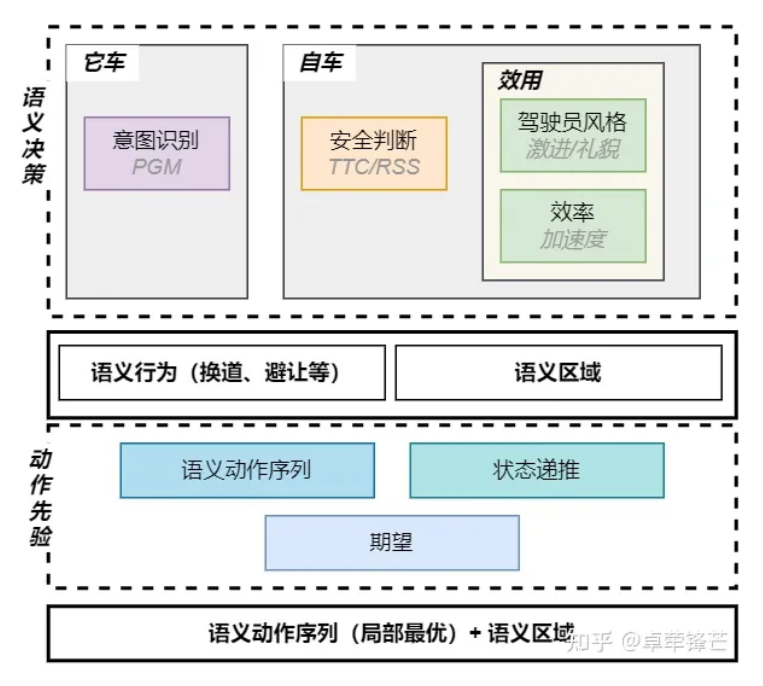 它车
自车
效用
语义决策
意图识别
PGM
安全判断
TTC/RSS
驾驶员风格
激进/礼貌
效率
加速度
语义行为（换道、避让等）
语义区域
动作先验
语义动作序列
状态递推
期望
语义动作序列（局部最优）+ 语义区域
知乎 @卓荦锋芒